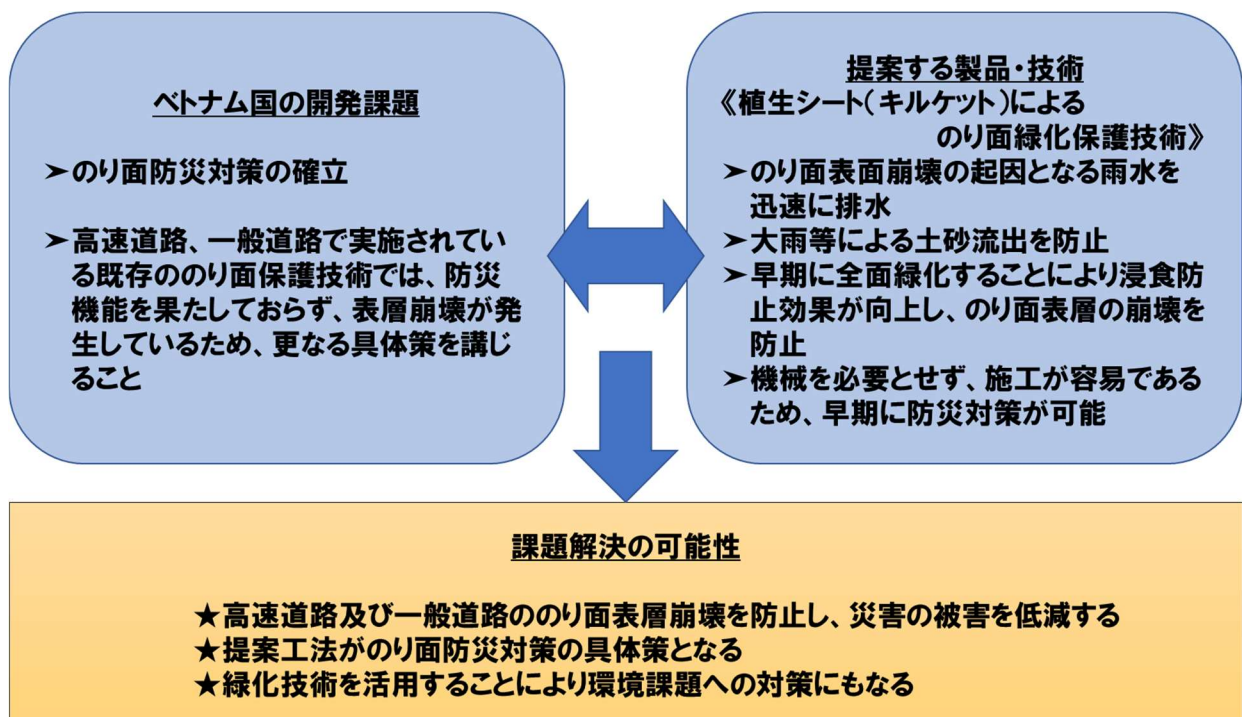 ベトナム国の開発課題
➤のり面防災対策の確立
➤高速道路、一般道路で実施されてい
る既存ののり面保護技術では、防災
機能を果たしておらず、表層崩壊が発
生しているため、更なる具体策を講じ
ること
提案する製品・技術
《植生シート(キルケット)による
のり面緑化保護技術》
➤のり面表面崩壊の起因となる雨水を
迅速に排水
➤大雨等による土砂流出を防止
➤早期に全面緑化することにより浸食防
止効果が向上し、のり面表層の崩壊を
防止
➤機械を必要とせず、施工が容易である
ため、早期に防災対策が可能
課題解決の可能性
★高速道路及び一般道路ののり面表層崩壊を防止し、災害の被害を低減する
★提案工法がのり面防災対策の具体策となる
★緑化技術を活用することにより環境課題への対策にもなる